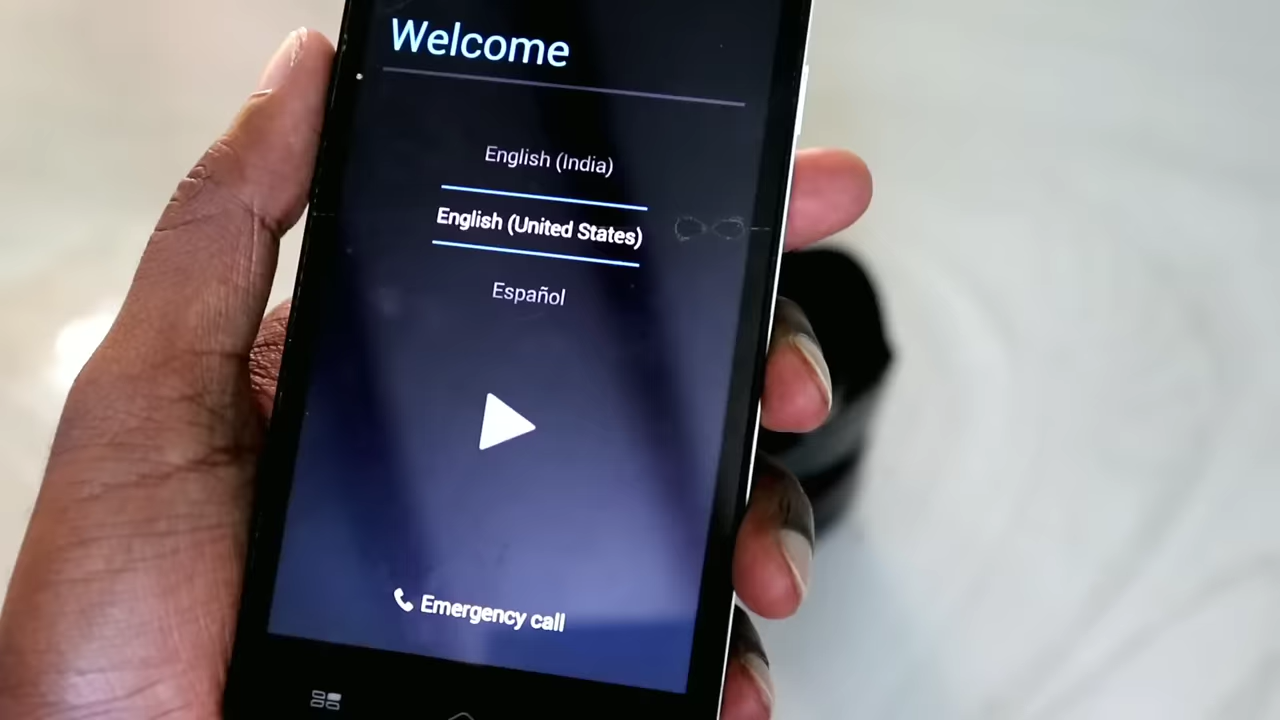 Welcome
English (India)
English (United States)
Español
Emergency call